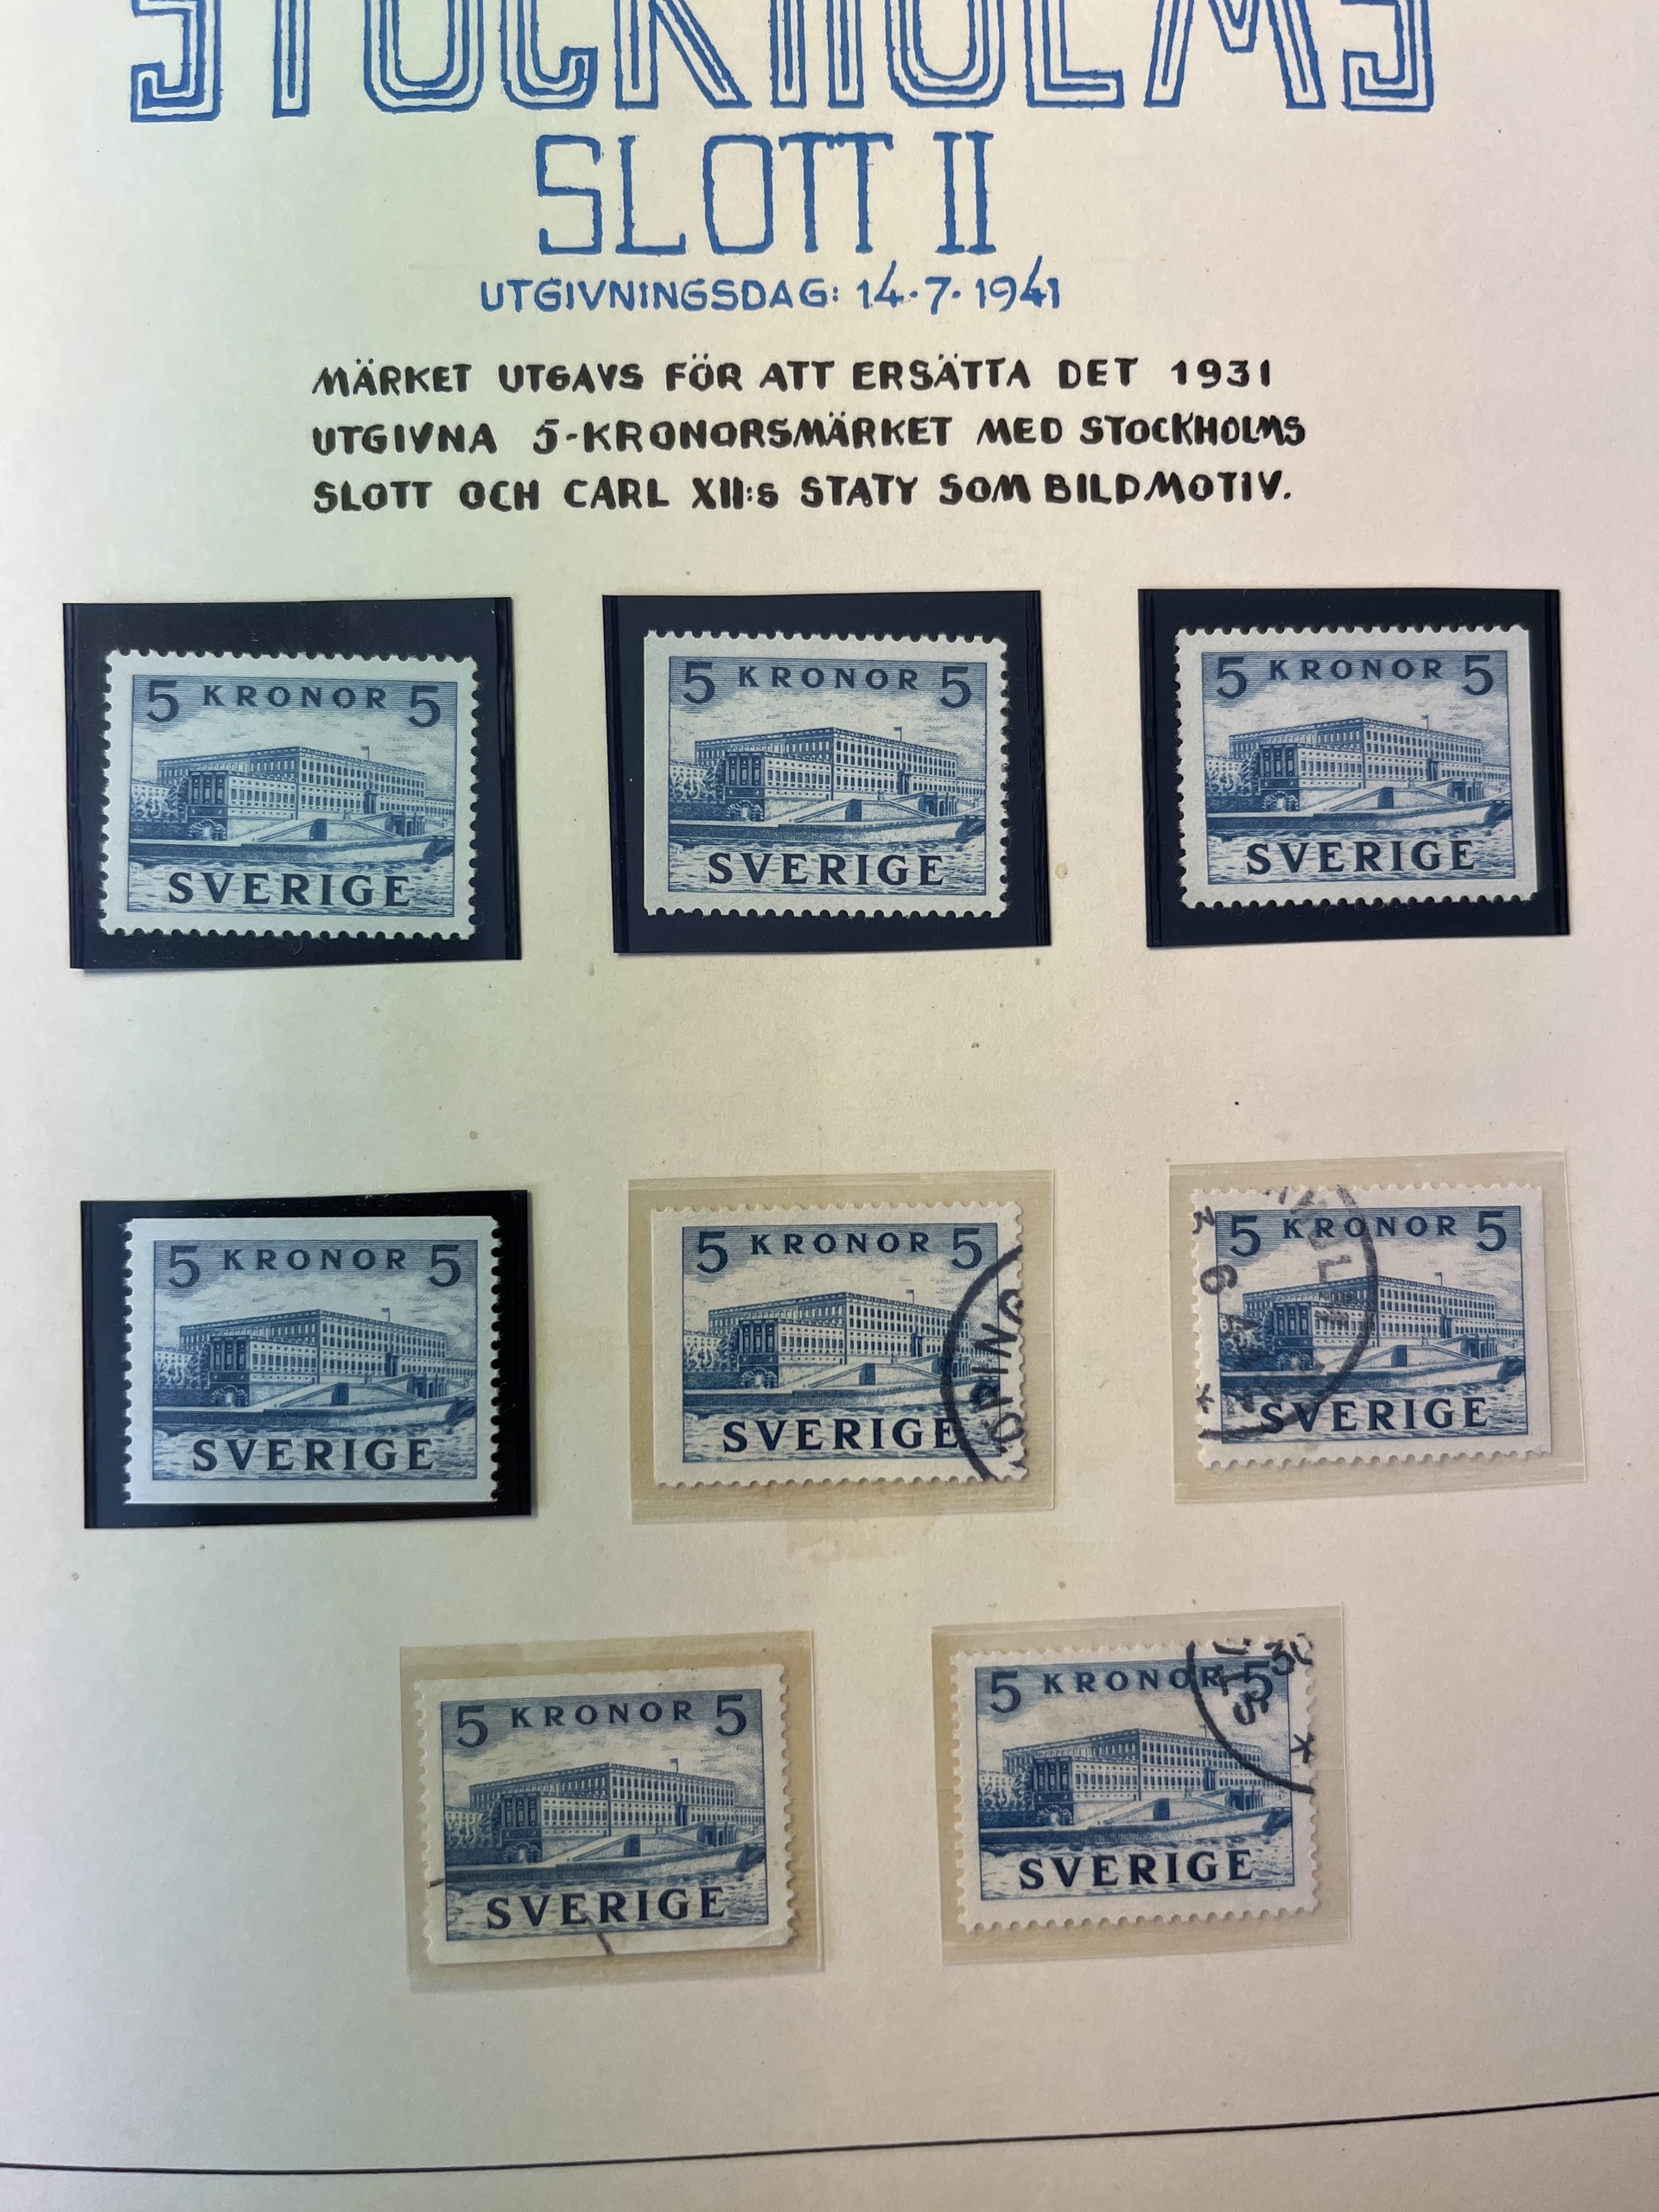 STOCKHOLMS
SLOTT II
UTGIVNINGSDAG: 14.7.1941
MÄRKET UTGAVS FÖR ATT ERSÄTTA DET 1931
UTGIVNA 5-KRONORSMÄRKET MED STOCKHOLMS
SLOTT OCH CARL XII:s STATY SOM BILDMOTIV.
5 KRONOR 5
SVERIGE
5 KRONOR 5
SVERIGE
5 KRONOR 5
SVERIGE
5 KRONOR 5
SVERIGE
5 KRONOR 5
ÖPING
SVERIGE
5 KRONOR 5
SVERIGE
5 KRONOR 5
SVERIGE
5 KRONOR 5
SVERIGE